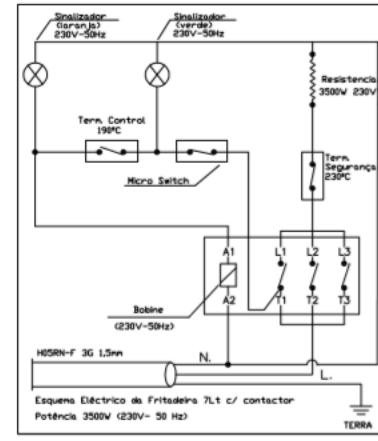 Sinalizador
(laranja)
230V-50Hz
Sinalizador
(verde)
230V-50Hz
Resistencia
3500W 230V
Term. Control
190ºC
Term.
Segurança
230ºC
Micro Switch
A1
L1
L2
L3
A2
T1
T2
T3
Bobine
(230V-50Hz)
H05RN-F 3G 1,5mm
N.
L.
Esquema Eléctrico da Fritadeira 7Lt c/ contactor
Potência 3500W (230V- 50 Hz)
TERRA